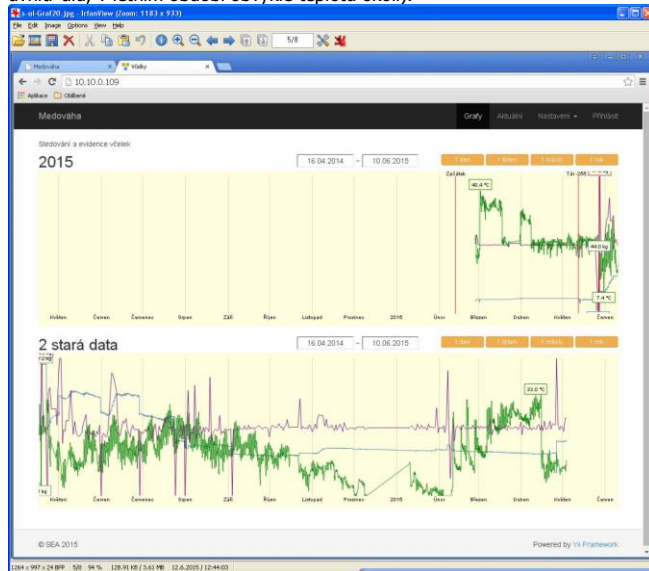 s-ul-Graf20.jpg - IrfanView (Zoom: 1183 x 933)
File Edit Image Options View Help
5/8
Medováha
Včelky
10.10.0.109
Aplikace Oblíbené
Medováha Grafy Aktuální Nastavení Přihlásit
Sledování a evidence včelek
2015 16.04.2014 – 10.06.2015 1 den 1 týden 1 měsíc 1 rok
Začátek
40.4 °C
44.0 kg
7.4 °C
Květen Červen Červenec Srpen Září Říjen Listopad Prosinec 2015 Únor Březen Duben Květen Červen
2 stará data 16.04.2014 – 10.06.2015 1 den 1 týden 1 měsíc 1 rok
33.0 °C
Květen Červen Červenec Srpen Září Říjen Listopad Prosinec 2015 Únor Březen Duben Květen Červen
© SEA 2015 Powered by Yii Framework
1264 x 997 x 24 BPP 5/8 94 % 128.91 KB / 3.61 MB 12.6.2015 / 12:44:03